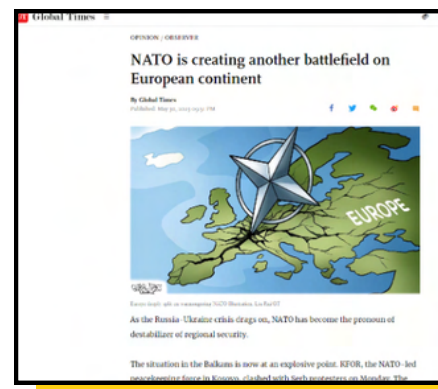 GT Global Times
OPINION / OBSERVER
NATO is creating another battlefield on
European continent
By Global Times
EUROPE
As the Russia-Ukraine crisis drags on, NATO has become the pronoun of
destabilizer of regional security.
The situation in the Balkans is now at an explosive point. KFOR, the NATO-led
peacekeeping force in Kosovo, clashed with Serb protesters on Monday. The